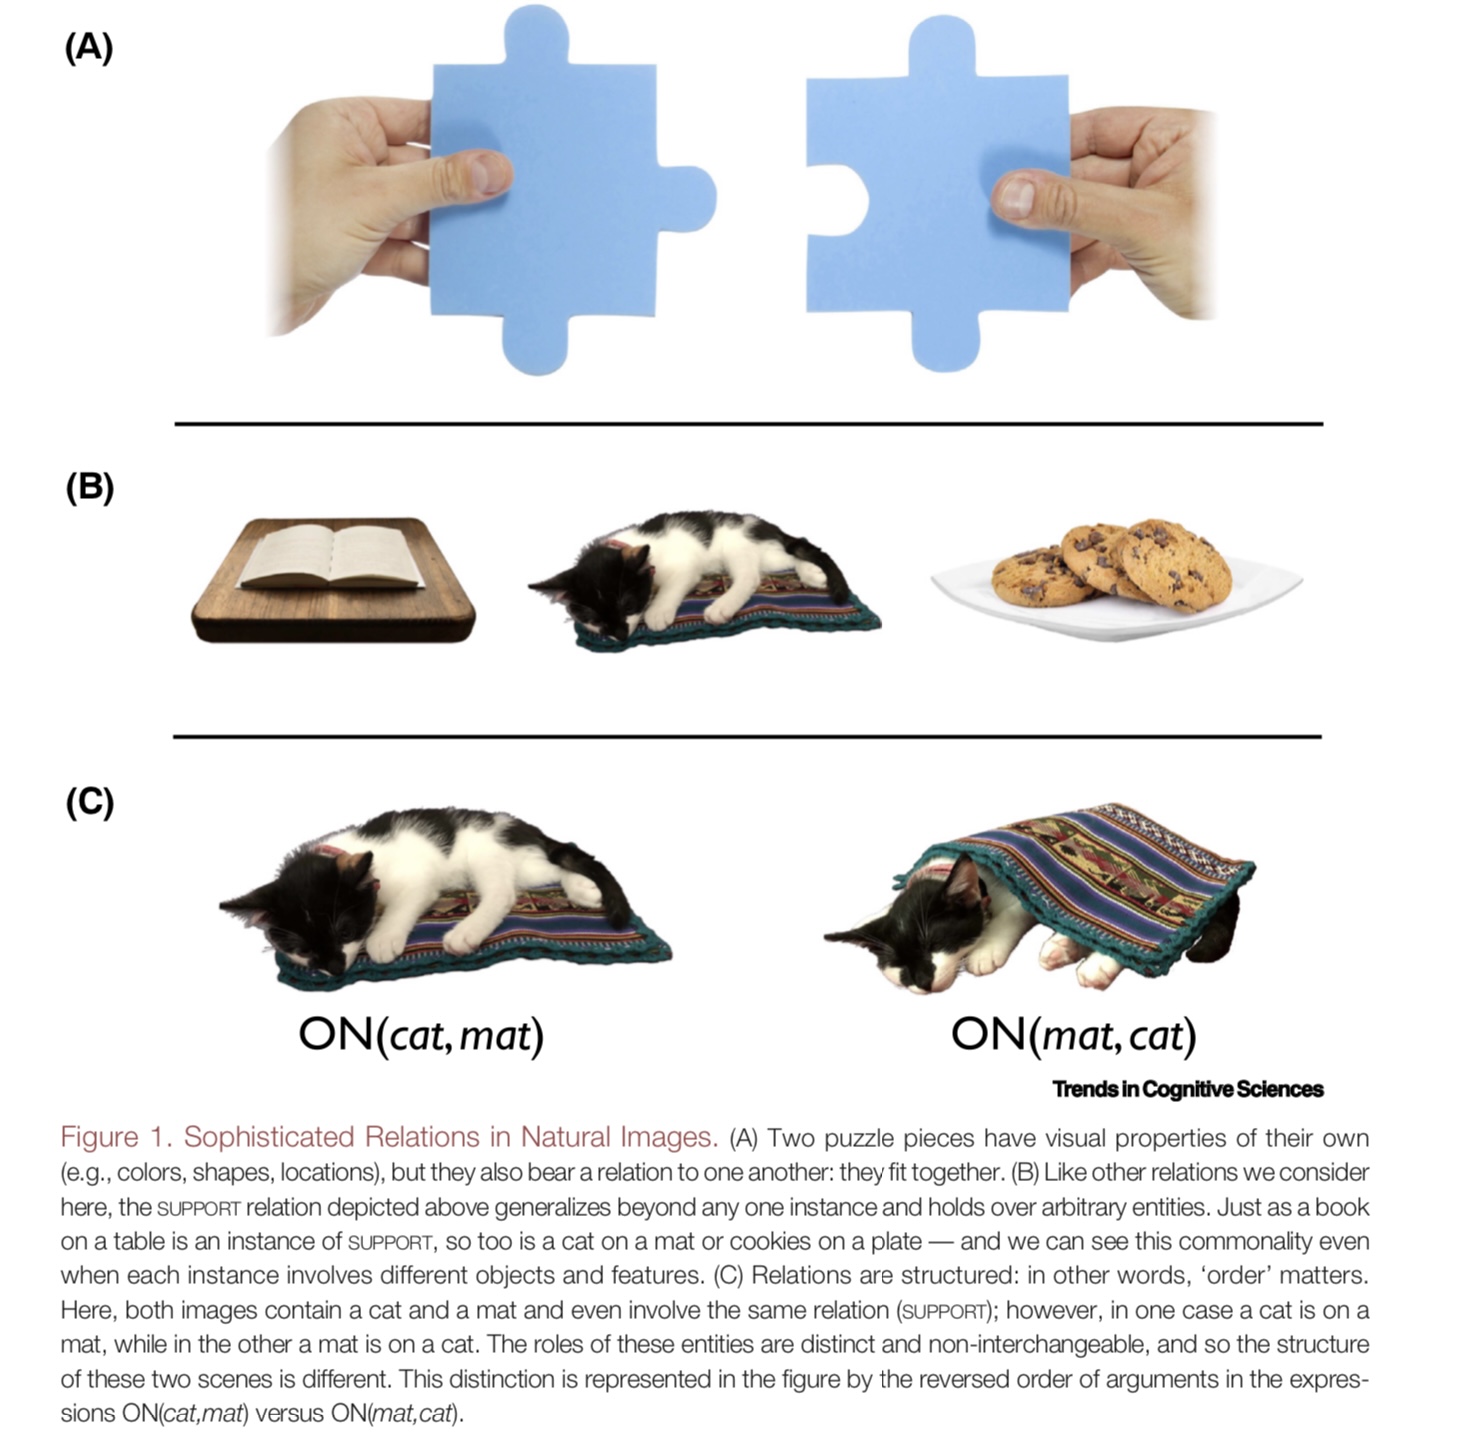 (A)
(B)
(C)
ON(cat, mat)
ON(mat, cat)
Trends in Cognitive Sciences
Figure 1. Sophisticated Relations in Natural Images. (A) Two puzzle pieces have visual properties of their own
(e.g., colors, shapes, locations), but they also bear a relation to one another: they fit together. (B) Like other relations we consider
here, the SUPPORT relation depicted above generalizes beyond any one instance and holds over arbitrary entities. Just as a book
on a table is an instance of SUPPORT, so too is a cat on a mat or cookies on a plate — and we can see this commonality even
when each instance involves different objects and features. (C) Relations are structured: in other words, ‘order’ matters.
Here, both images contain a cat and a mat and even involve the same relation (SUPPORT); however, in one case a cat is on a
mat, while in the other a mat is on a cat. The roles of these entities are distinct and non-interchangeable, and so the structure
of these two scenes is different. This distinction is represented in the figure by the reversed order of arguments in the expres-
sions ON(cat,mat) versus ON(mat,cat).